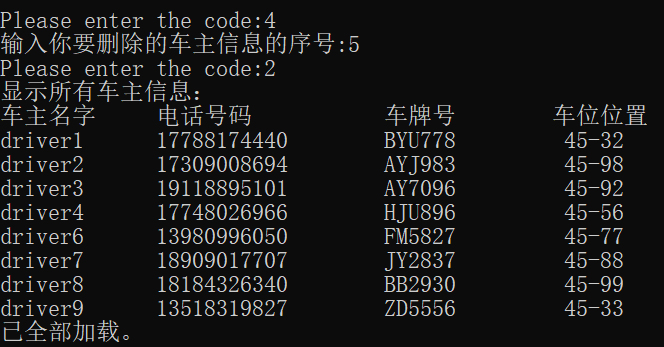 Please enter the code:4
输入你要删除的车主信息的序号:5
Please enter the code:2
显示所有车主信息:
车主名字 电话号码 车牌号 车位位置
driver1 17788174440 BYU778 45-32
driver2 17309008694 AYJ983 45-98
driver3 19118895101 AY7096 45-92
driver4 17748026966 HJU896 45-56
driver6 13980996050 FM5827 45-77
driver7 18909017707 JY2837 45-88
driver8 18184326340 BB2930 45-99
driver9 13518319827 ZD5556 45-33
已全部加载。